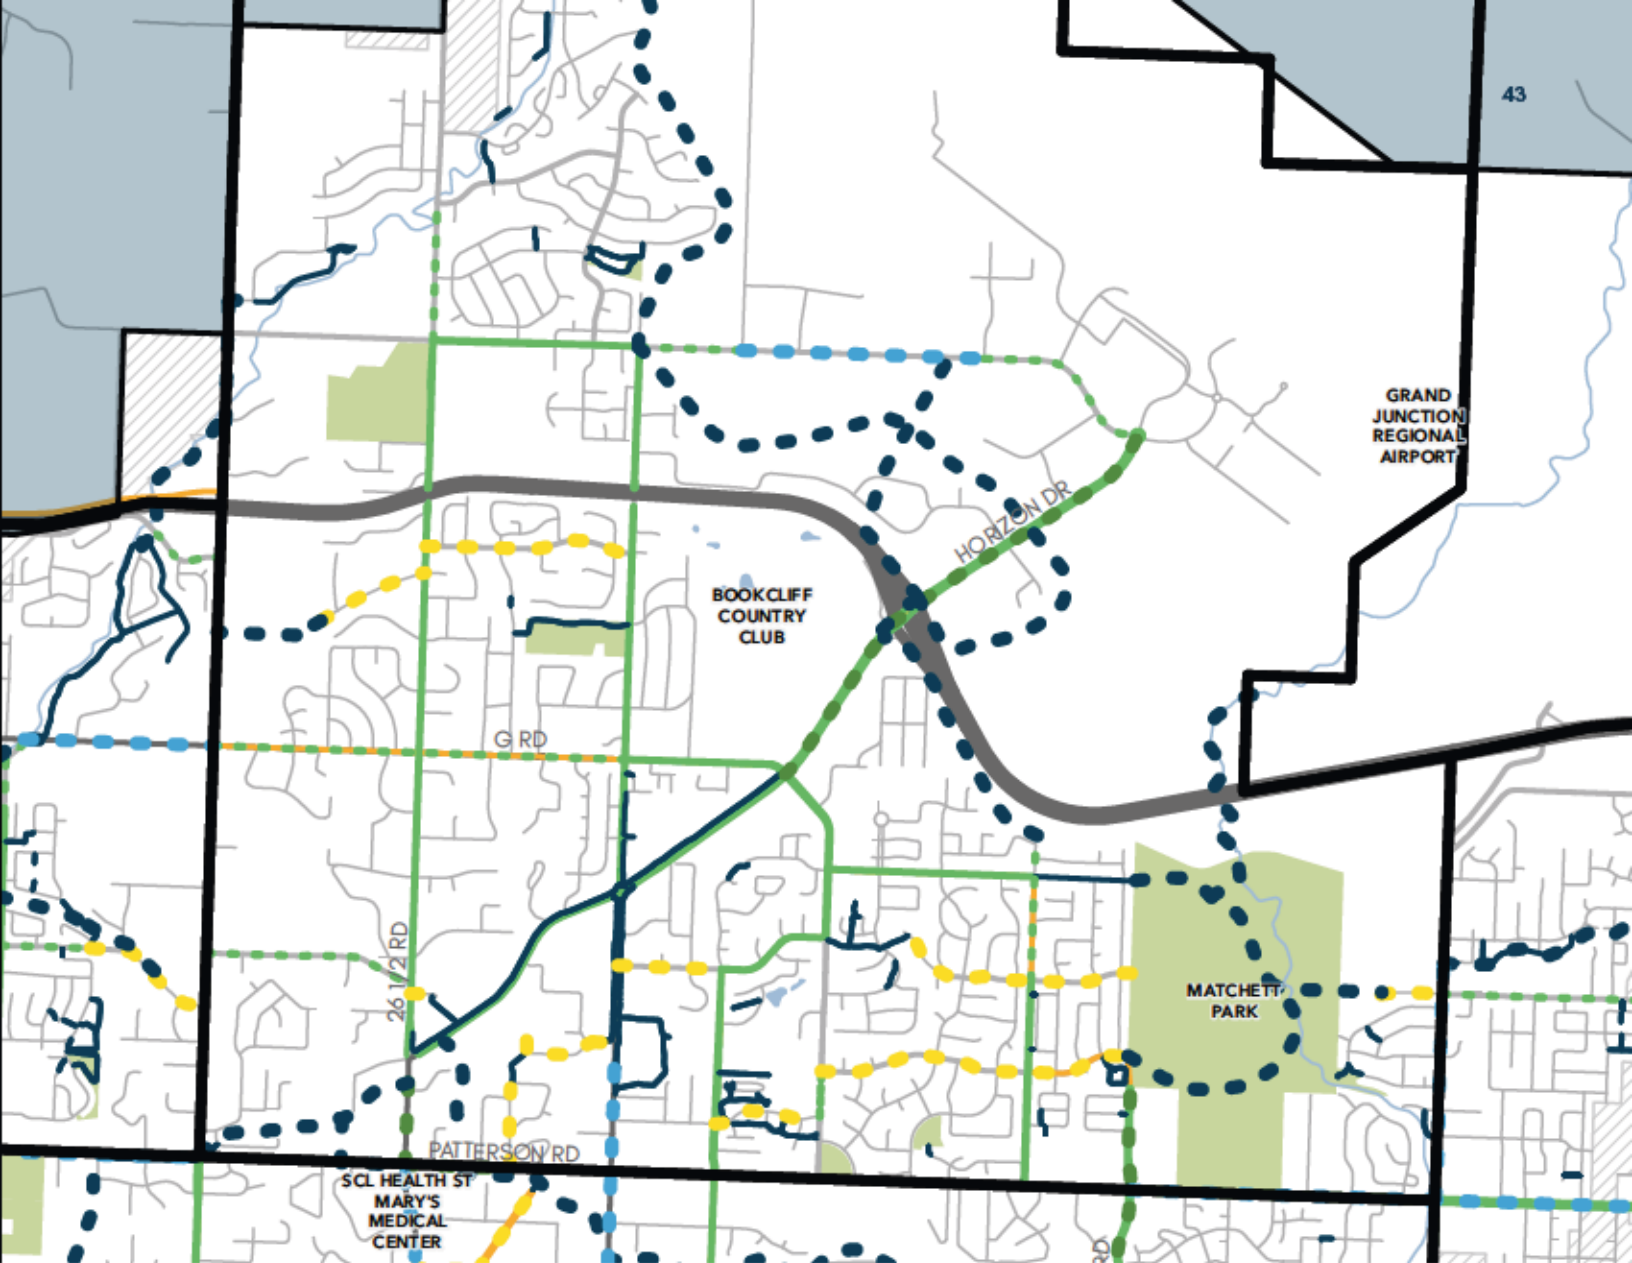 43
GRAND
JUNCTION
REGIONAL
AIRPORT
HORIZON DR
BOOKCLIFF
COUNTRY
CLUB
G RD
26 1/2 RD
MATCHETT
PARK
PATTERSON RD
SCL HEALTH ST
MARY'S
MEDICAL
CENTER
RD